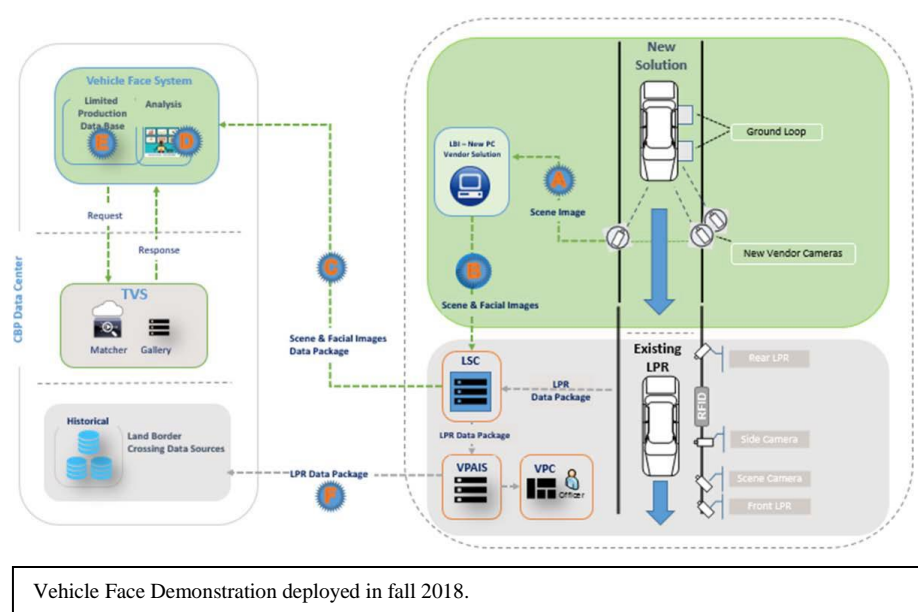 CBP Data Center
Vehicle Face System
Limited
Production
Data Base
Analysis
E
D
Request
Response
TVS
Matcher
Gallery
Historical
Land Border
Crossing Data Sources
C
Scene & Facial Images
Data Package
LPR Data Package
F
New
Solution
Ground Loop
LBI – New PC
Vendor Solution
A
Scene Image
New Vendor Cameras
B
Scene & Facial Images
LSC
LPR
Data Package
LPR Data Package
VPAIS
VPC
Officer
Existing
LPR
Rear LPR
RFID
Side Camera
Scene Camera
Front LPR
Vehicle Face Demonstration deployed in fall 2018.